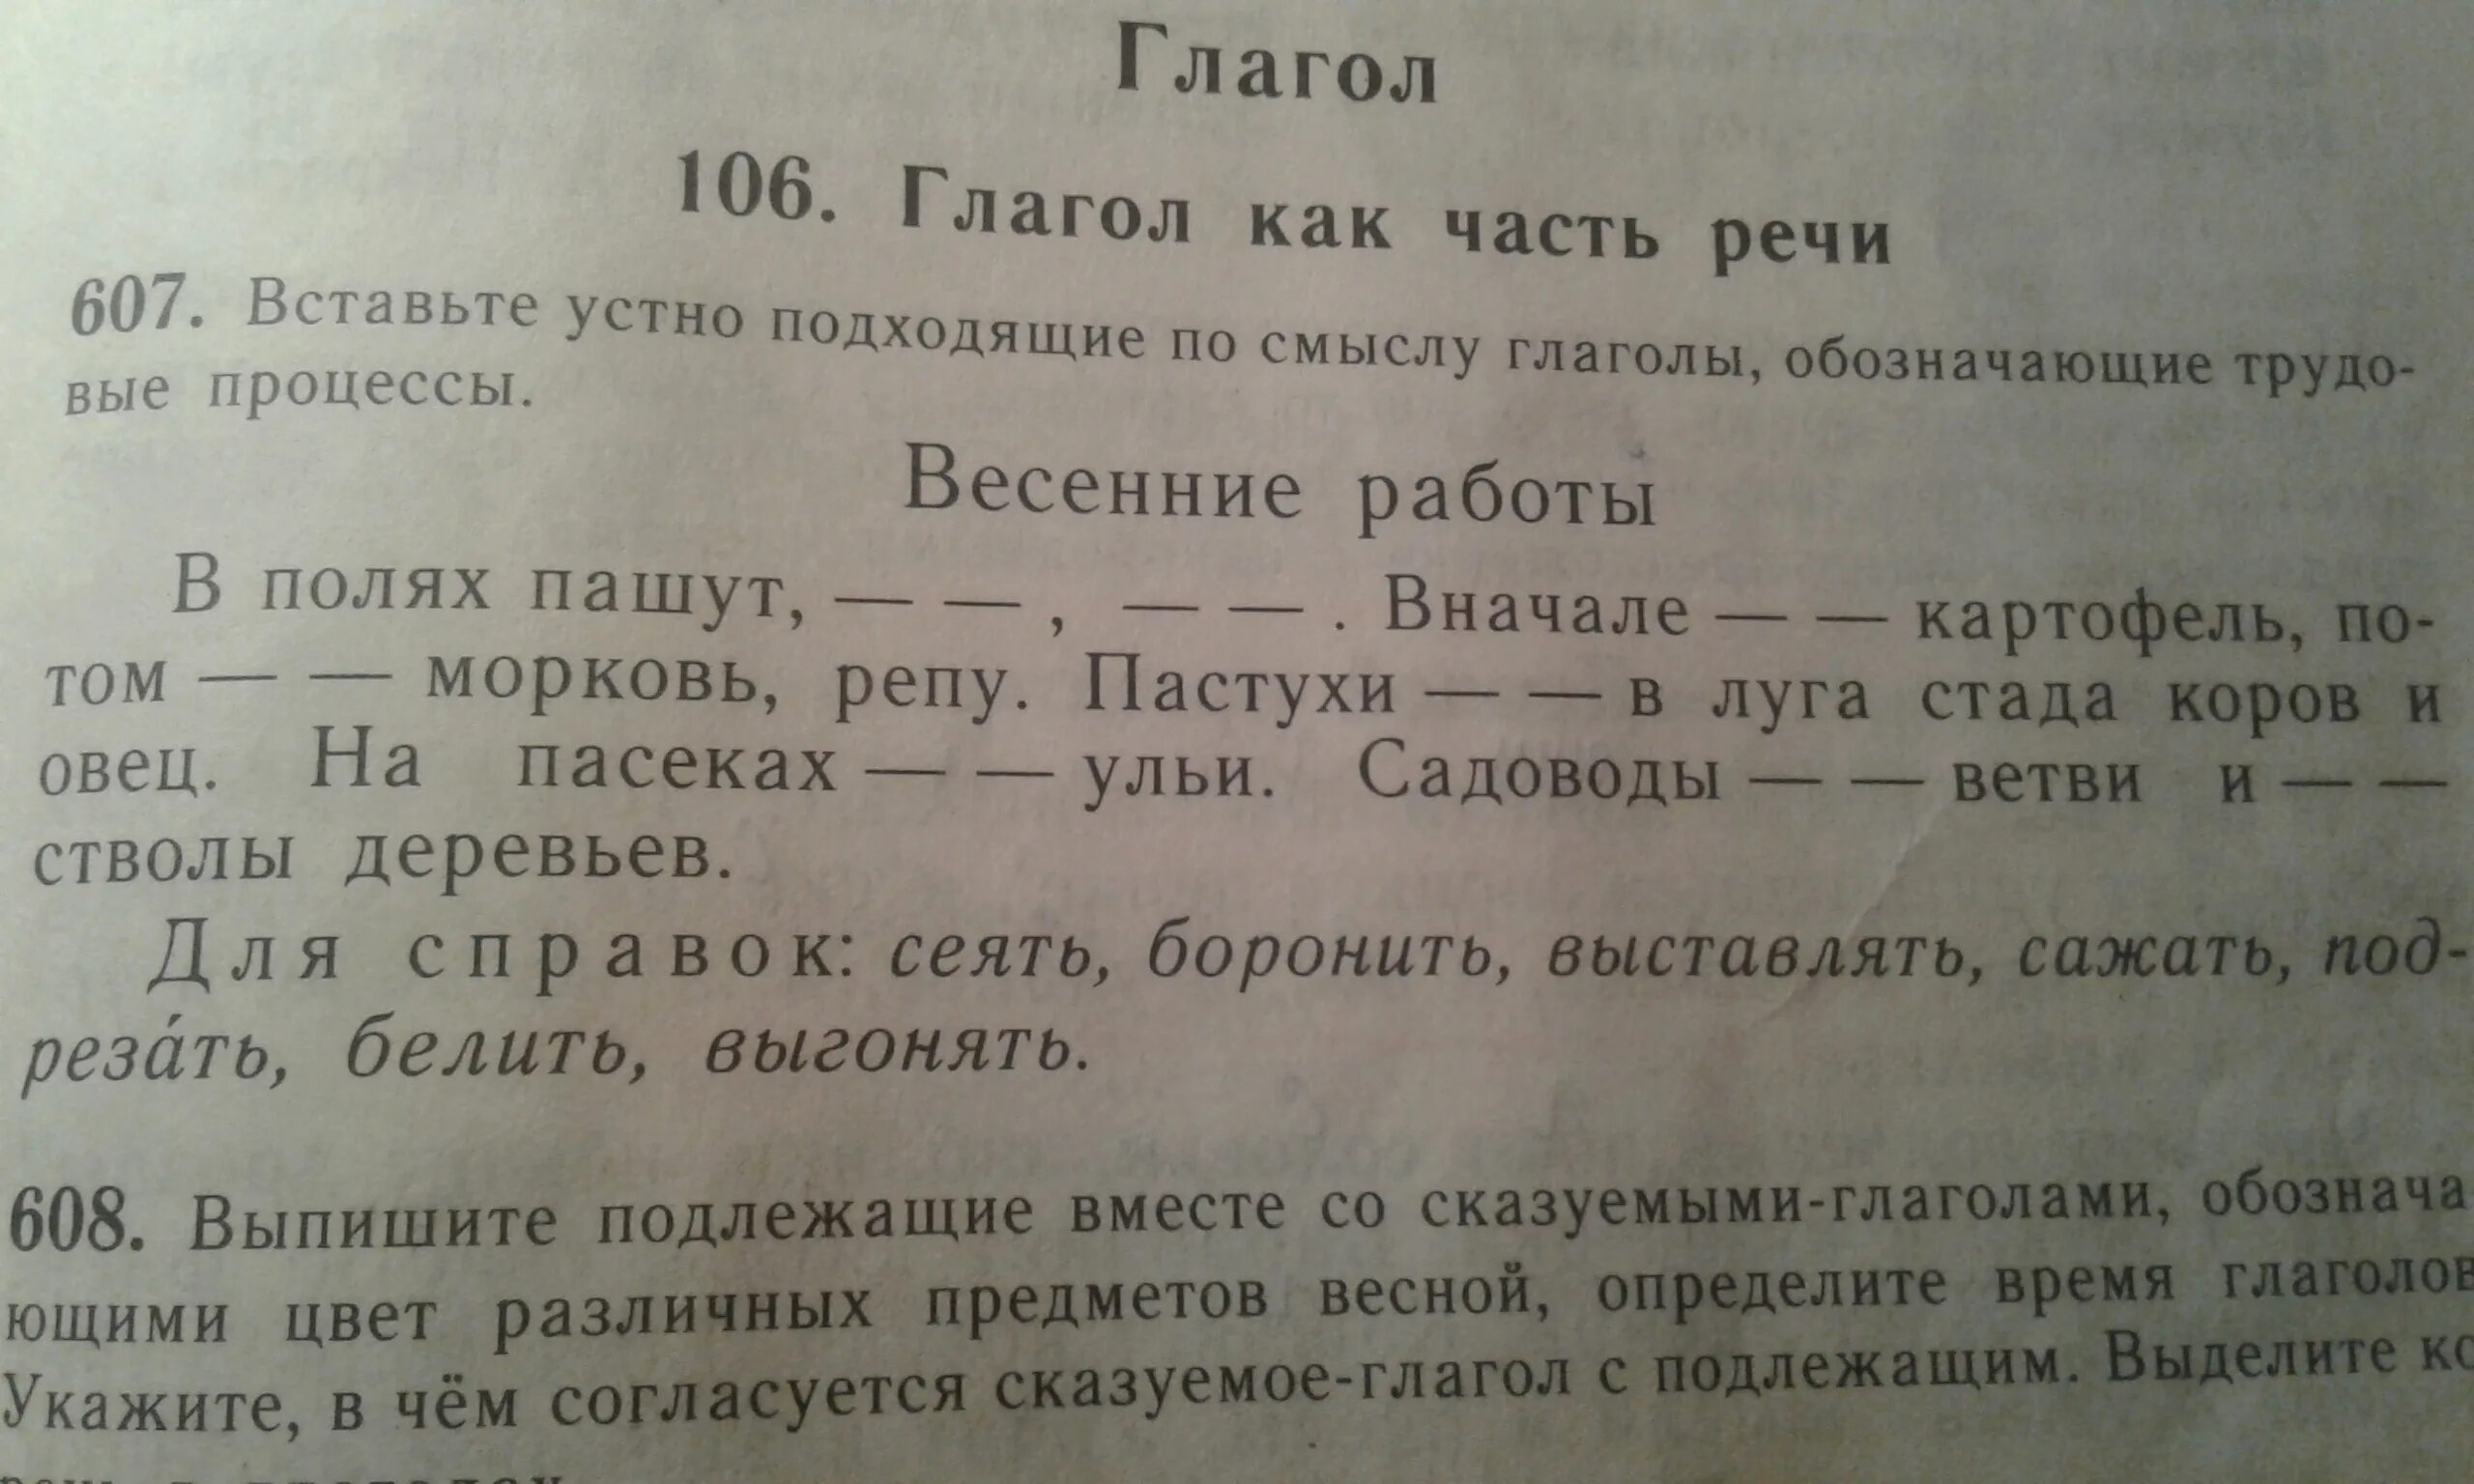 Глагол
106. Глагол как часть речи
607. Вставьте устно подходящие по смыслу глаголы, обозначающие трудо-
вые процессы.
Весенние работы
В полях пашут, — — , — — . Вначале — — картофель, по-
том — — морковь, репу. Пастухи — — в луга стада коров и
овец. На пасеках — — ульи. Садоводы — — ветви и — —
стволы деревьев.
Для справок: сеять, боронить, выставлять, сажать, под-
реза́ть, белить, выгонять.
608. Выпишите подлежащие вместе со сказуемыми-глаголами, обознача
ющими цвет различных предметов весной, определите время глаголов
Укажите, в чём согласуется сказуемое-глагол с подлежащим. Выделите